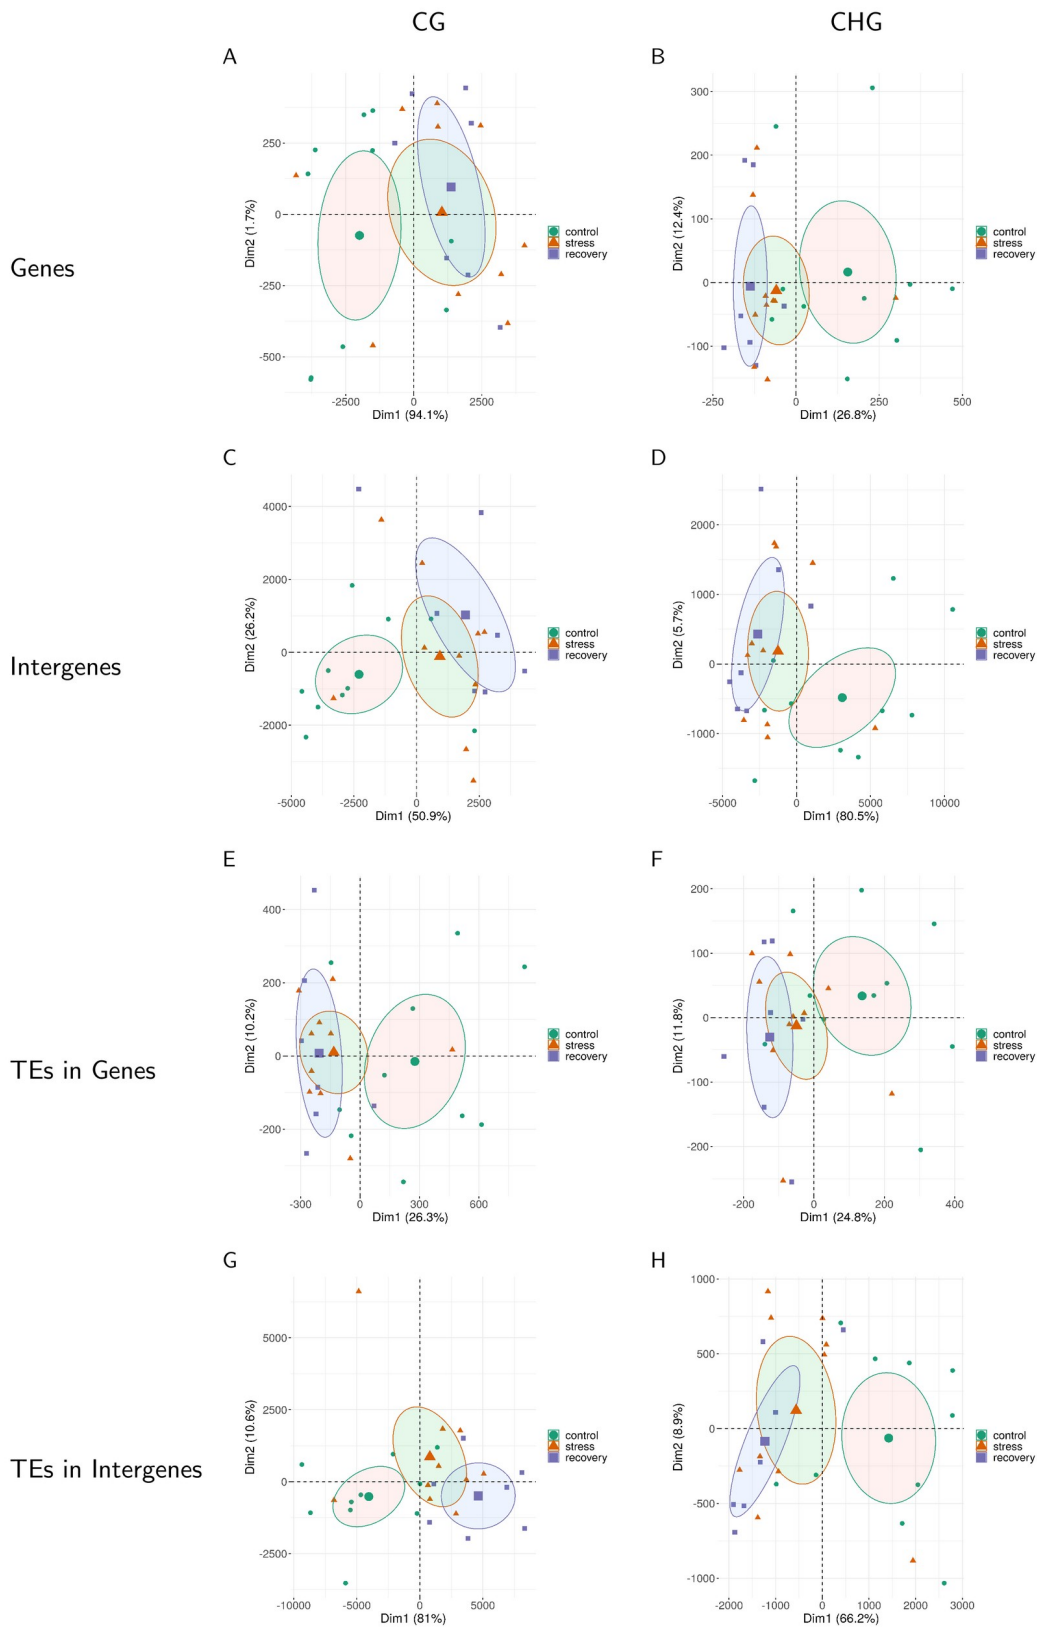 CG CHG
A B
Genes
250
0
-250
-500
Dim2 (1.7%)
-2500 0 2500
Dim1 (94.1%)
control
stress
recovery
300
200
100
0
-100
Dim2 (12.4%)
-250 0 250 500
Dim1 (26.8%)
control
stress
recovery
C D
Intergenes
4000
2000
0
-2000
Dim2 (26.2%)
-5000 -2500 0 2500
Dim1 (50.9%)
control
stress
recovery
2000
1000
0
-1000
Dim2 (5.7%)
-5000 0 5000 10000
Dim1 (80.5%)
control
stress
recovery
E F
TEs in Genes
400
200
0
-200
Dim2 (10.2%)
-300 0 300 600
Dim1 (26.3%)
control
stress
recovery
200
100
0
-100
-200
Dim2 (11.8%)
-200 0 200 400
Dim1 (24.8%)
control
stress
recovery
G H
TEs in Intergenes
5000
2500
0
-2500
Dim2 (10.6%)
-10000 -5000 0 5000
Dim1 (81%)
control
stress
recovery
1000
500
0
-500
-1000
Dim2 (8.9%)
-2000 -1000 0 1000 2000 3000
Dim1 (66.2%)
control
stress
recovery